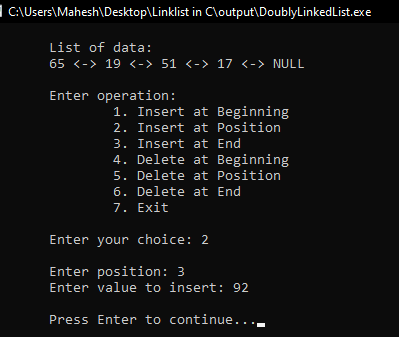 C:\Users\Mahesh\Desktop\Linklist in C\output\DoublyLinkedList.exe
List of data:
65 <-> 19 <-> 51 <-> 17 <-> NULL
Enter operation:
1. Insert at Beginning
2. Insert at Position
3. Insert at End
4. Delete at Beginning
5. Delete at Position
6. Delete at End
7. Exit
Enter your choice: 2
Enter position: 3
Enter value to insert: 92
Press Enter to continue..._